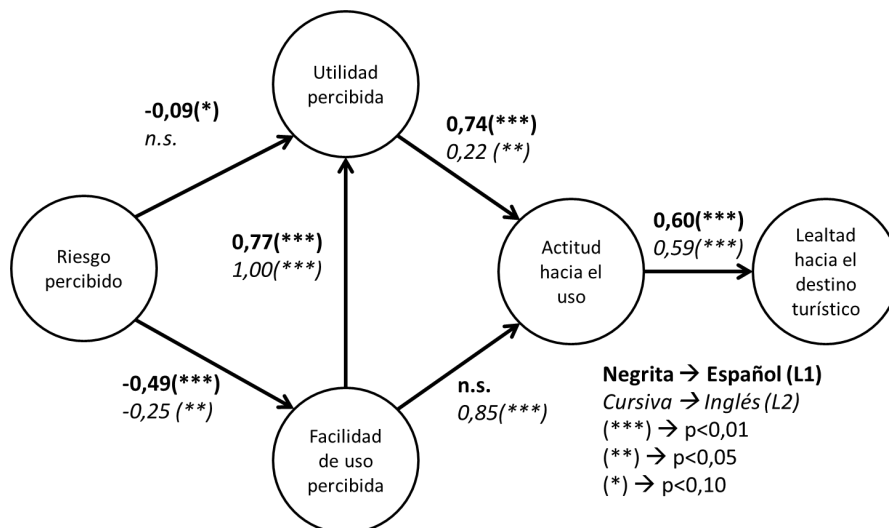 Utilidad
percibida
-0,09(*)
n.s.
0,74(***)
0,22 (**)
Riesgo
percibido
0,77(***)
1,00(***)
Actitud
hacia el
uso
0,60(***)
0,59(***)
Lealtad
hacia el
destino
turístico
-0,49(***)
-0,25 (**)
Facilidad
de uso
percibida
n.s.
0,85(***)
Negrita → Español (L1)
Cursiva → Inglés (L2)
(***) → p<0,01
(**) → p<0,05
(*) → p<0,10